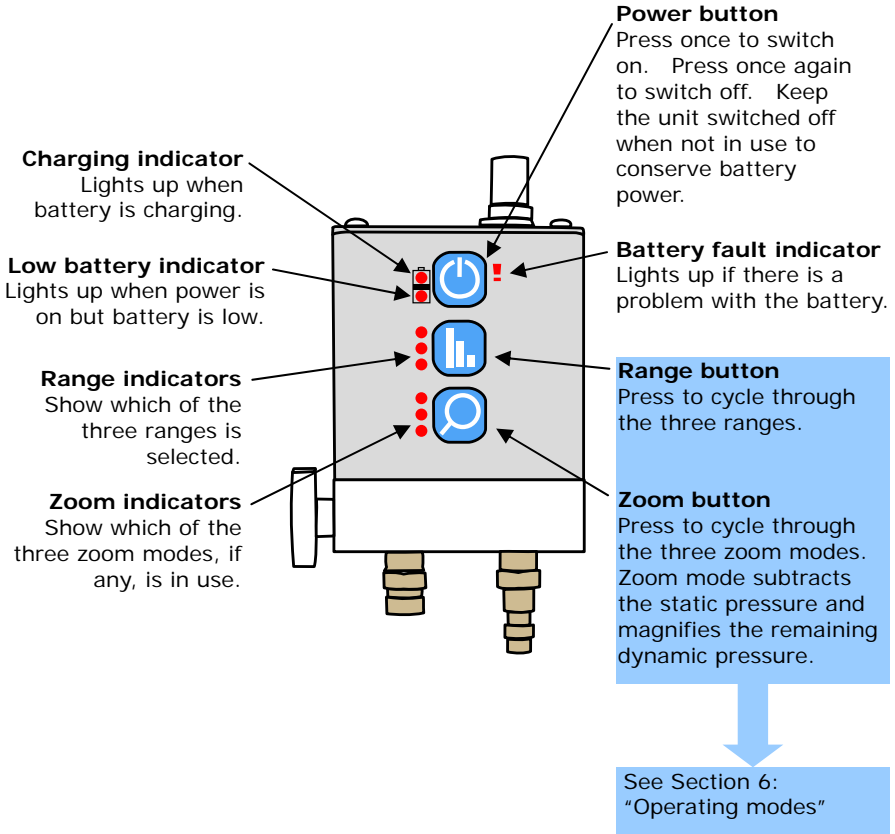 Power button
Press once to switch
on. Press once again
to switch off. Keep
the unit switched off
when not in use to
conserve battery
power.
Charging indicator
Lights up when
battery is charging.
Low battery indicator
Lights up when power is
on but battery is low.
Battery fault indicator
Lights up if there is a
problem with the battery.
Range indicators
Show which of the
three ranges is
selected.
Range button
Press to cycle through
the three ranges.
Zoom indicators
Show which of the
three zoom modes, if
any, is in use.
Zoom button
Press to cycle through
the three zoom modes.
Zoom mode subtracts
the static pressure and
magnifies the remaining
dynamic pressure.
See Section 6:
“Operating modes”